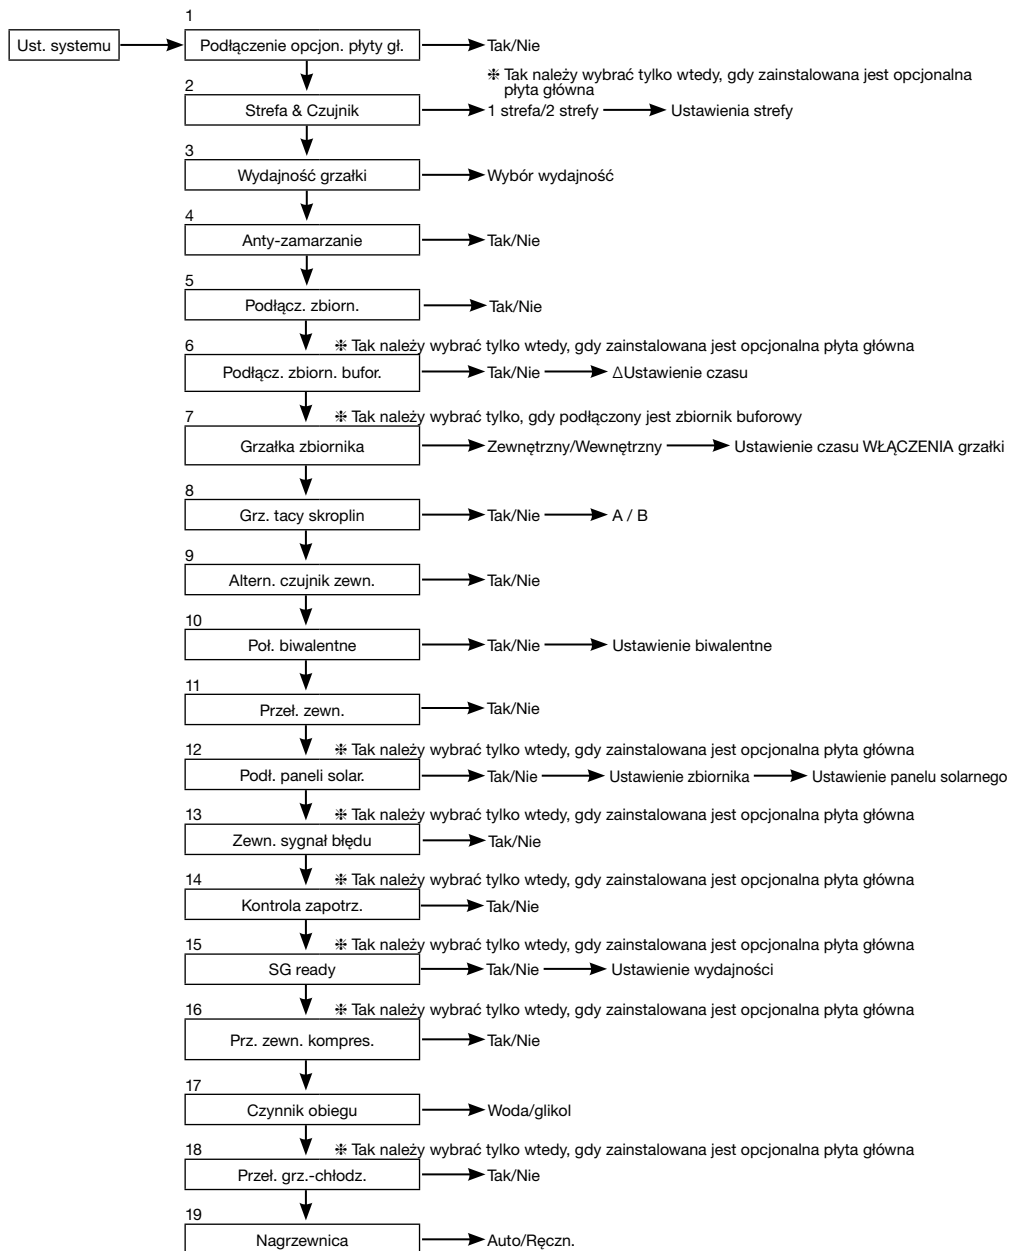 1
Ust. systemu Podłączenie opcjon. płyty gł. Tak/Nie
❉ Tak należy wybrać tylko wtedy, gdy zainstalowana jest opcjonalna
płyta główna
2
Strefa & Czujnik 1 strefa/2 strefy Ustawienia strefy
3
Wydajność grzałki Wybór wydajność
4
Anty-zamarzanie Tak/Nie
5
Podłącz. zbiorn. Tak/Nie
6 ❉ Tak należy wybrać tylko wtedy, gdy zainstalowana jest opcjonalna płyta główna
Podłącz. zbiorn. bufor. Tak/Nie ΔUstawienie czasu
7 ❉ Tak należy wybrać tylko, gdy podłączony jest zbiornik buforowy
Grzałka zbiornika Zewnętrzny/Wewnętrzny Ustawienie czasu WŁĄCZENIA grzałki
8
Grz. tacy skroplin Tak/Nie A / B
9
Altern. czujnik zewn. Tak/Nie
10
Poł. biwalentne Tak/Nie Ustawienie biwalentne
11
Przeł. zewn. Tak/Nie
12 ❉ Tak należy wybrać tylko wtedy, gdy zainstalowana jest opcjonalna płyta główna
Podł. paneli solar. Tak/Nie Ustawienie zbiornika Ustawienie panelu solarnego
13 ❉ Tak należy wybrać tylko wtedy, gdy zainstalowana jest opcjonalna płyta główna
Zewn. sygnał błędu Tak/Nie
14 ❉ Tak należy wybrać tylko wtedy, gdy zainstalowana jest opcjonalna płyta główna
Kontrola zapotrz. Tak/Nie
15 ❉ Tak należy wybrać tylko wtedy, gdy zainstalowana jest opcjonalna płyta główna
SG ready Tak/Nie Ustawienie wydajności
16 ❉ Tak należy wybrać tylko wtedy, gdy zainstalowana jest opcjonalna płyta główna
Prz. zewn. kompres. Tak/Nie
17
Czynnik obiegu Woda/glikol
18 ❉ Tak należy wybrać tylko wtedy, gdy zainstalowana jest opcjonalna płyta główna
Przeł. grz.-chłodz. Tak/Nie
19
Nagrzewnica Auto/Ręczn.